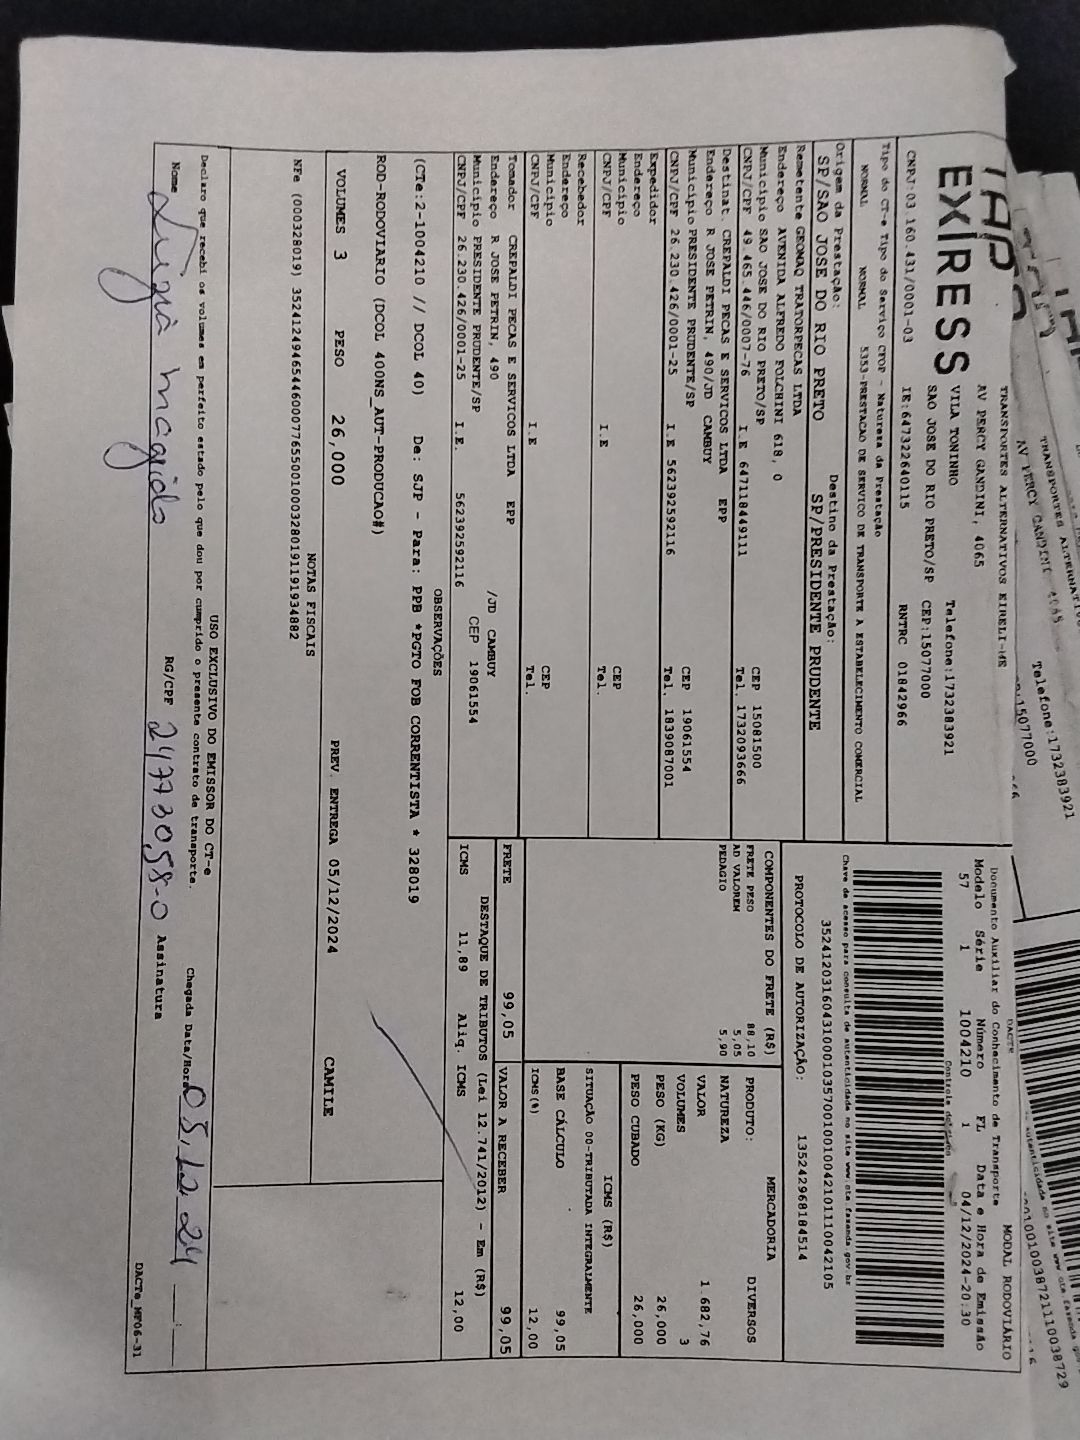 TRANSPORTES ALTERNATIVOS EIRELI-ME
EXPRESS
AV PERCY GANDINI, 4065
VILA TONINHO Telefone:1732383921
SAO JOSE DO RIO PRETO/SP CEP:15077000
CNPJ:03.160.431/0001-03 IE:647322640115 RNTRC 01842966
Tipo do CT-e Tipo do Serviço CFOP - Natureza da Prestação
NORMAL NORMAL 5353-PRESTACAO DE SERVICO DE TRANSPORTE A ESTABELECIMENTO COMERCIAL
Origem da Prestação: Destino da Prestação:
SP/SAO JOSE DO RIO PRETO SP/PRESIDENTE PRUDENTE
Remetente GEOMAQ TRATORPECAS LTDA
Endereço AVENIDA ALFREDO FOLCHINI 618, 0 CEP 15081500
Município SAO JOSE DO RIO PRETO/SP Tel. 1732093666
CNPJ/CPF 49.465.446/0007-76 I.E 647118449111
Destinat. CREPALDI PECAS E SERVICOS LTDA EPP
Endereço R JOSE PETRIN, 490/JD CAMBUY
Município PRESIDENTE PRUDENTE/SP CEP 19061554
CNPJ/CPF 26.230.426/0001-25 I.E 562392592116 Tel. 1839087001
Expedidor
Endereço
Município CEP
CNPJ/CPF I.E Tel.
Recebedor
Endereço
Município CEP
CNPJ/CPF I.E Tel.
Tomador CREPALDI PECAS E SERVICOS LTDA EPP
Endereço R JOSE PETRIN, 490 /JD CAMBUY
Município PRESIDENTE PRUDENTE/SP CEP 19061554
CNPJ/CPF 26.230.426/0001-25 I.E. 562392592116
DACTE MODAL RODOVIÁRIO
Documento Auxiliar do Conhecimento de Transporte
Modelo Série Número FL Data e Hora de Emissão
57 1 1004210 1 04/12/2024-20:30
Chave de acesso para consulta de autenticidade no site www.cte.fazenda.gov.br
35241203160431000103570010010042101110042105
PROTOCOLO DE AUTORIZAÇÃO: 135242968184514
COMPONENTES DO FRETE (R$)
FRETE PESO 88,10
AD VALOREM 5,05
PEDAGIO 5,90
MERCADORIA
PRODUTO: DIVERSOS
NATUREZA
VALOR 1.682,76
VOLUMES 3
PESO (KG) 26,000
PESO CUBADO 26,000
ICMS (R$)
SITUAÇÃO 00-TRIBUTADA INTEGRALMENTE
BASE CÁLCULO 99,05
ICMS(%) 12,00
FRETE 99,05 VALOR A RECEBER 99,05
DESTAQUE DE TRIBUTOS (Lei 12.741/2012) - Em (R$)
ICMS 11,89 Aliq. ICMS 12,00
OBSERVAÇÕES
(CTe:2-1004210 // DCOL 40) De: SJP - Para: PPB *PGTO FOB CORRENTISTA * 328019
ROD-RODOVIARIO (DCOL 400NS_AUT-PRODUCAO#)
VOLUMES 3 PESO 26,000 PREV. ENTREGA 05/12/2024 CAMILE
NOTAS FISCAIS
NFe (000328019) 35241249465446000776550010003280191191934882
USO EXCLUSIVO DO EMISSOR DO CT-e
Declaro que recebi os volumes em perfeito estado pelo que dou por cumprido o presente contrato de transporte.
Chegada Data/Hora 05.12.24
Nome RG/CPF 24773058-0 Assinatura
DACTe_MF06-31